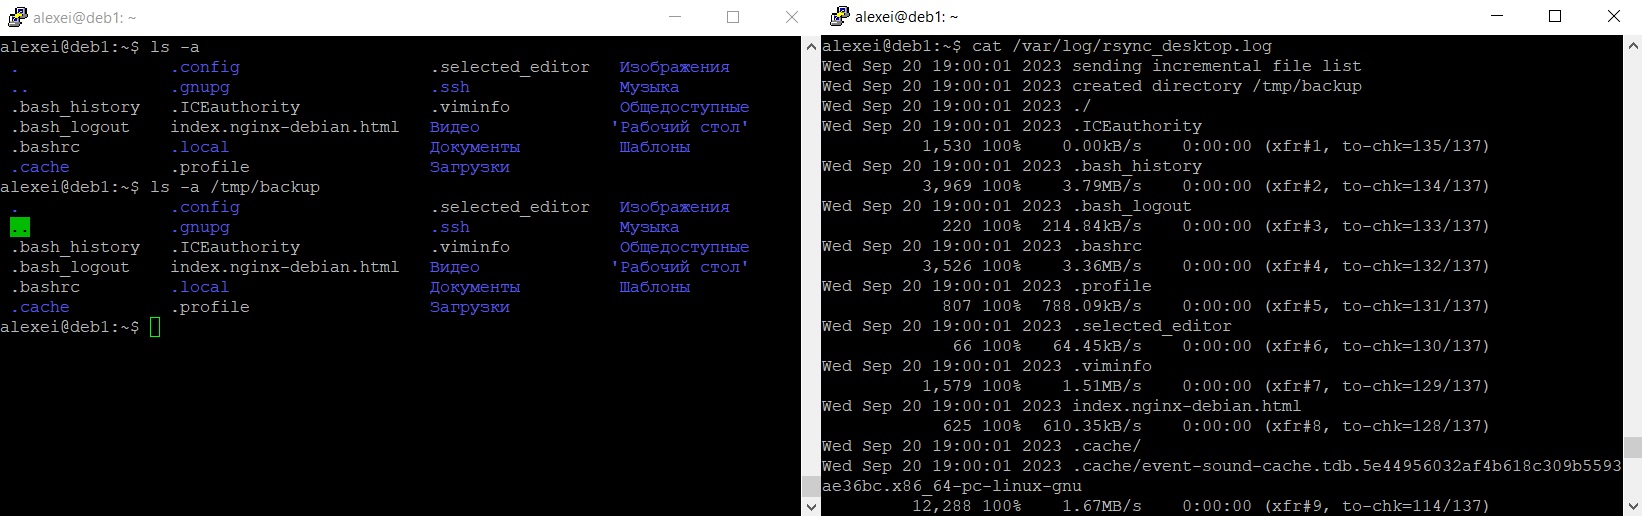 alexei@deb1: ~
alexei@deb1:~$ ls -a
. .config .selected_editor Изображения
.. .gnupg .ssh Музыка
.bash_history .ICEauthority .viminfo Общедоступные
.bash_logout index.nginx-debian.html Видео 'Рабочий стол'
.bashrc .local Документы Шаблоны
.cache .profile Загрузки
alexei@deb1:~$ ls -a /tmp/backup
. .config .selected_editor Изображения
.. .gnupg .ssh Музыка
.bash_history .ICEauthority .viminfo Общедоступные
.bash_logout index.nginx-debian.html Видео 'Рабочий стол'
.bashrc .local Документы Шаблоны
.cache .profile Загрузки
alexei@deb1:~$
alexei@deb1: ~
alexei@deb1:~$ cat /var/log/rsync_desktop.log
Wed Sep 20 19:00:01 2023 sending incremental file list
Wed Sep 20 19:00:01 2023 created directory /tmp/backup
Wed Sep 20 19:00:01 2023 ./
Wed Sep 20 19:00:01 2023 .ICEauthority
1,530 100% 0.00kB/s 0:00:00 (xfr#1, to-chk=135/137)
Wed Sep 20 19:00:01 2023 .bash_history
3,969 100% 3.79MB/s 0:00:00 (xfr#2, to-chk=134/137)
Wed Sep 20 19:00:01 2023 .bash_logout
220 100% 214.84kB/s 0:00:00 (xfr#3, to-chk=133/137)
Wed Sep 20 19:00:01 2023 .bashrc
3,526 100% 3.36MB/s 0:00:00 (xfr#4, to-chk=132/137)
Wed Sep 20 19:00:01 2023 .profile
807 100% 788.09kB/s 0:00:00 (xfr#5, to-chk=131/137)
Wed Sep 20 19:00:01 2023 .selected_editor
66 100% 64.45kB/s 0:00:00 (xfr#6, to-chk=130/137)
Wed Sep 20 19:00:01 2023 .viminfo
1,579 100% 1.51MB/s 0:00:00 (xfr#7, to-chk=129/137)
Wed Sep 20 19:00:01 2023 index.nginx-debian.html
625 100% 610.35kB/s 0:00:00 (xfr#8, to-chk=128/137)
Wed Sep 20 19:00:01 2023 .cache/
Wed Sep 20 19:00:01 2023 .cache/event-sound-cache.tdb.5e44956032af4b618c309b5593
ae36bc.x86_64-pc-linux-gnu
12,288 100% 1.67MB/s 0:00:00 (xfr#9, to-chk=114/137)